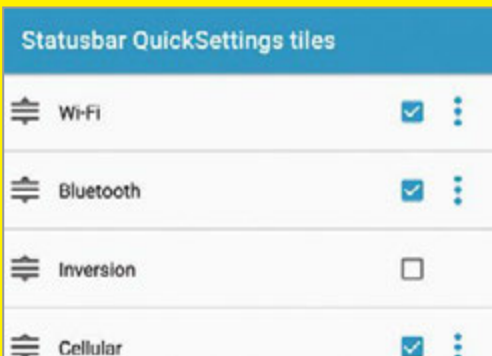 Statusbar QuickSettings tiles
Wi-Fi
Bluetooth
Inversion
Cellular